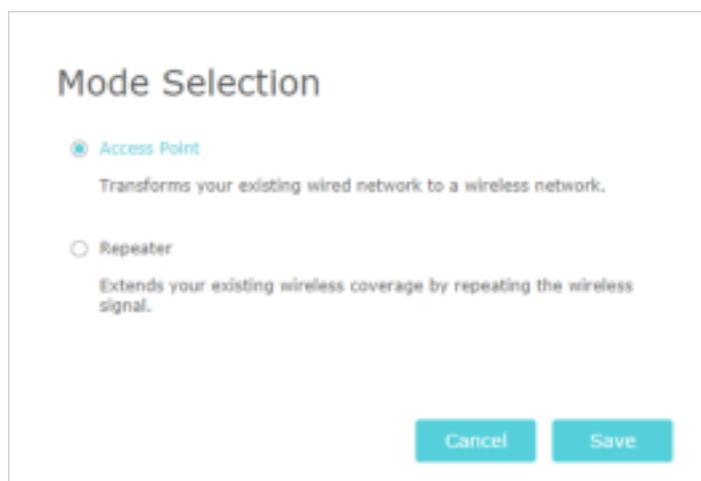 Mode Selection
Access Point
Transforms your existing wired network to a wireless network.
Repeater
Extends your existing wireless coverage by repeating the wireless
signal.
Cancel Save